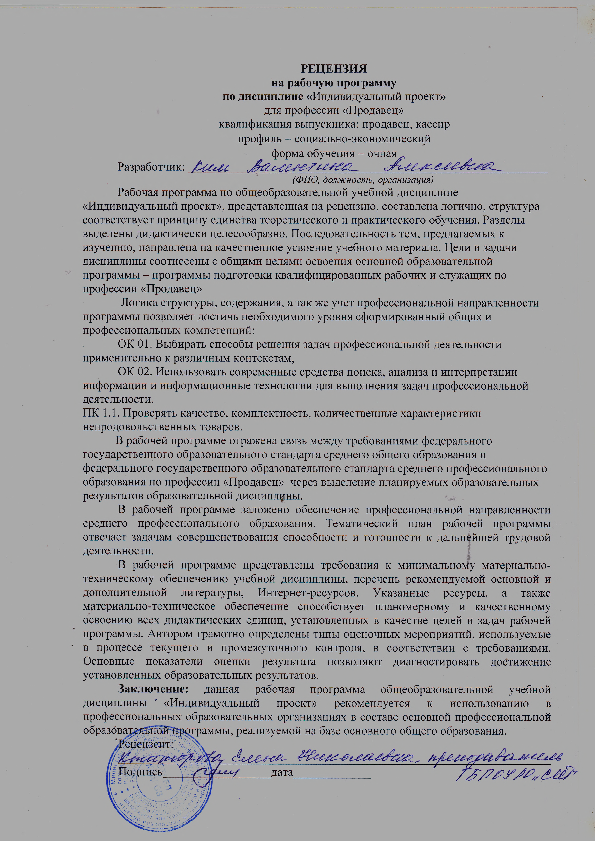 РЕЦЕНЗИЯ
на рабочую программу
по дисциплине «Индивидуальный проект»
для профессии «Продавец»
квалификация выпускника: продавец, кассир
профиль – социально-экономический
форма обучения – очная
Разработчик: Ким Валентина Алексеевна
(ФИО, должность, организация)
Рабочая программа по общеобразовательной учебной дисциплине
«Индивидуальный проект», представленная на рецензию, составлена логично, структура
соответствует принципу единства теоретического и практического обучения. Разделы
выделены дидактически целесообразно. Последовательность тем, предлагаемых к
изучению, направлена на качественное усвоение учебного материала. Цели и задачи
дисциплины соотнесены с общими целями освоения основной образовательной
программы – программы подготовки квалифицированных рабочих и служащих по
профессии «Продавец»
Логика структуры, содержания, а так же учет профессиональной направленности
программы позволяет достичь необходимого уровня сформированный общих и
профессиональных компетенций:
ОК 01. Выбирать способы решения задач профессиональной деятельности
применительно к различным контекстам,
ОК 02. Использовать современные средства поиска, анализа и интерпретации
информации и информационные технологии для выполнения задач профессиональной
деятельности.
ПК 1.1. Проверять качество, комплектность, количественные характеристики
непродовольственных товаров.
В рабочей программе отражена связь между требованиями федерального
государственного образовательного стандарта среднего общего образования и
федерального государственного образовательного стандарта среднего профессионального
образования по профессии «Продавец» через выделение планируемых образовательных
результатов образовательной дисциплины.
В рабочей программе заложено обеспечение профессиональной направленности
среднего профессионального образования. Тематический план рабочей программы
отвечает задачам совершенствования способности и готовности к дальнейшей трудовой
деятельности.
В рабочей программе представлены требования к минимальному материально-
техническому обеспечению учебной дисциплины, перечень рекомендуемой основной и
дополнительной литературы, Интернет-ресурсов. Указанные ресурсы, а также
материально-техническое обеспечение способствует планомерному и качественному
освоению всех дидактических единиц, установленных в качестве целей и задач рабочей
программы. Автором грамотно определены типы оценочных мероприятий, используемые
в процессе текущего и промежуточного контроля, в соответствии с требованиями.
Основные показатели оценки результата позволяют диагностировать достижение
установленных образовательных результатов.
Заключение: данная рабочая программа общеобразовательной учебной
дисциплины «Индивидуальный проект» рекомендуется к использованию в
профессиональных образовательных организациях в составе основной профессиональной
образовательной программы, реализуемой на базе основного общего образования.
Рецензент:
Елена Николаевна, преподаватель
Подпись дата